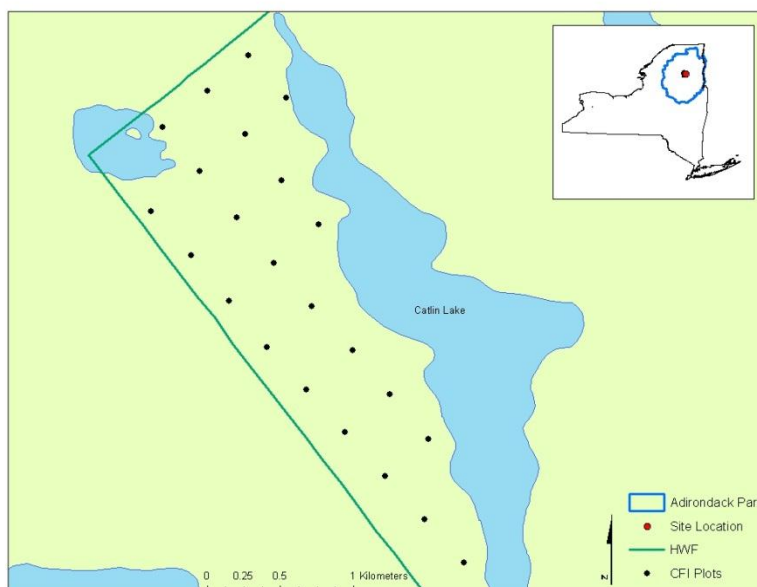 Catlin Lake
Adirondack Par
Site Location
HWF
CFI Plots
0 0.25 0.5 1 Kilometers
N